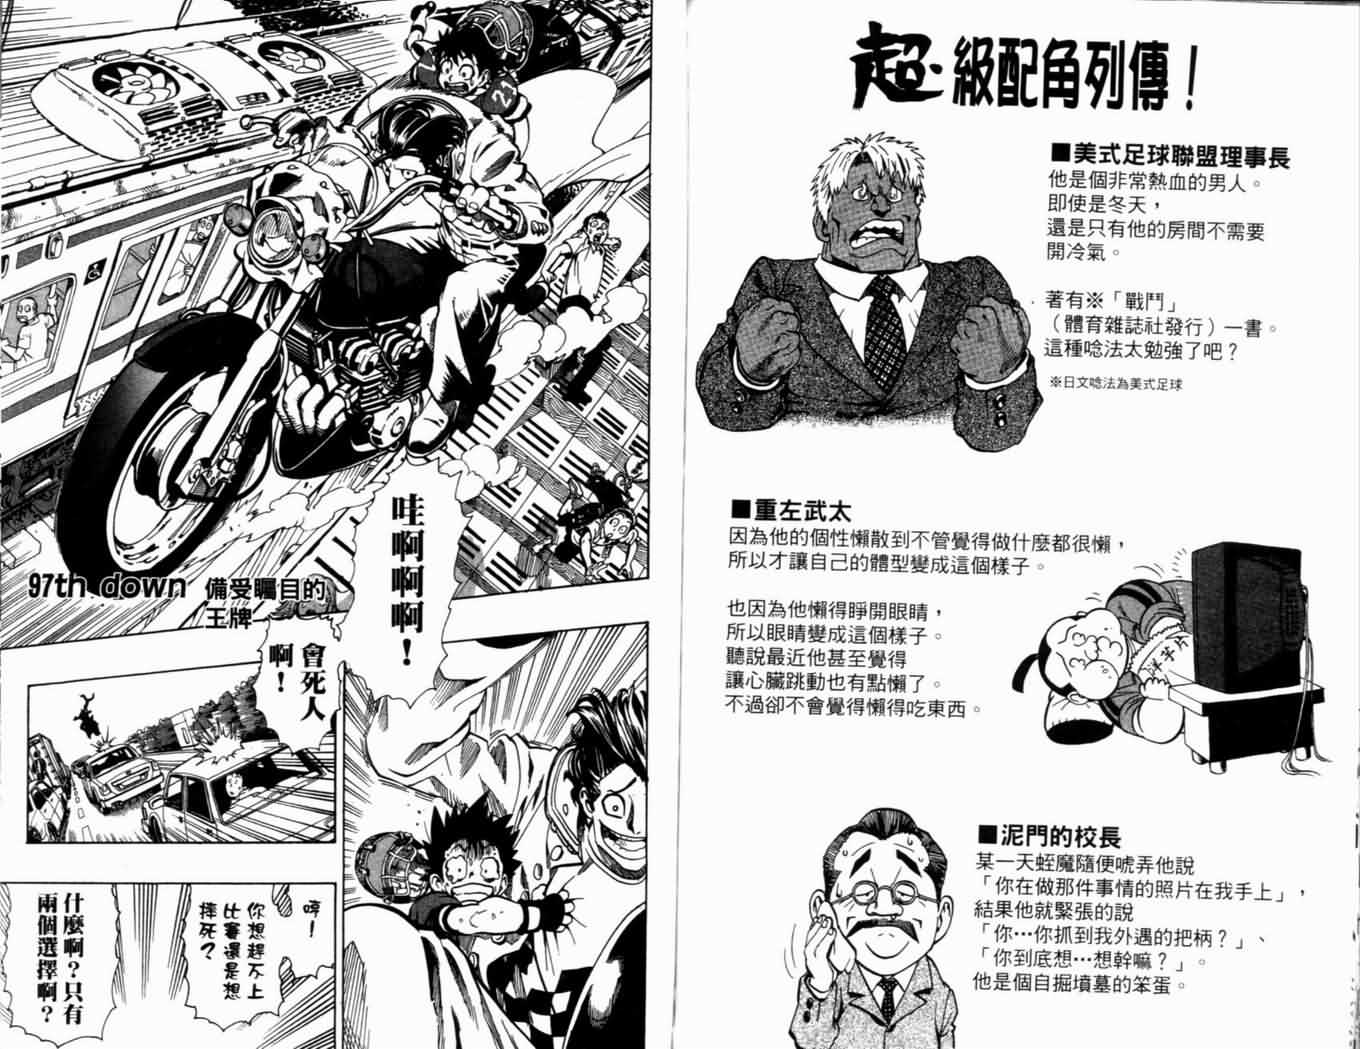 超級配角列傳！
■美式足球聯盟理事長
他是個非常熱血的男人。
即使是冬天，
還是只有他的房間不需要
開冷氣。
著有※「戰鬥」
（體育雜誌社發行）一書。
這種唸法太勉強了吧？
※日文唸法為美式足球
■重左武太
因為他的個性懶散到不管覺得做什麼都很懶，
所以才讓自己的體型變成這個樣子。
也因為他懶得睜開眼睛，
所以眼睛變成這個樣子。
聽說最近他甚至覺得
讓心臟跳動也有點懶了。
不過卻不會覺得懶得吃東西。
洋芋片
■泥門的校長
某一天蛭魔隨便唬弄他說
「你在做那件事情的照片在我手上」，
結果他就緊張的說
「你⋯你抓到我外遇的把柄？」、
「你到底想⋯想幹嘛？」。
他是自掘墳墓的笨蛋。
21
哇啊啊啊！
97th down 備受矚目的
王牌
會死人
啊！
哼！
你想趕不上
比賽還是想
摔死？
什麼啊？只有
兩個選擇啊？